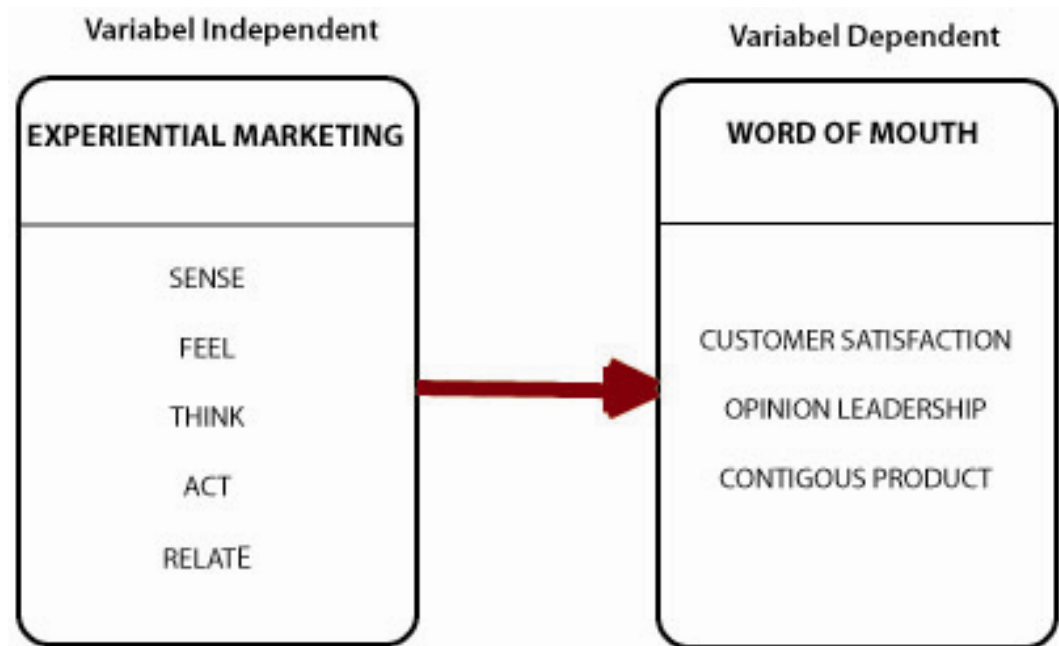 Variabel Independent
EXPERIENTIAL MARKETING
SENSE
FEEL
THINK
ACT
RELATE
Variabel Dependent
WORD OF MOUTH
CUSTOMER SATISFACTION
OPINION LEADERSHIP
CONTIGOUS PRODUCT